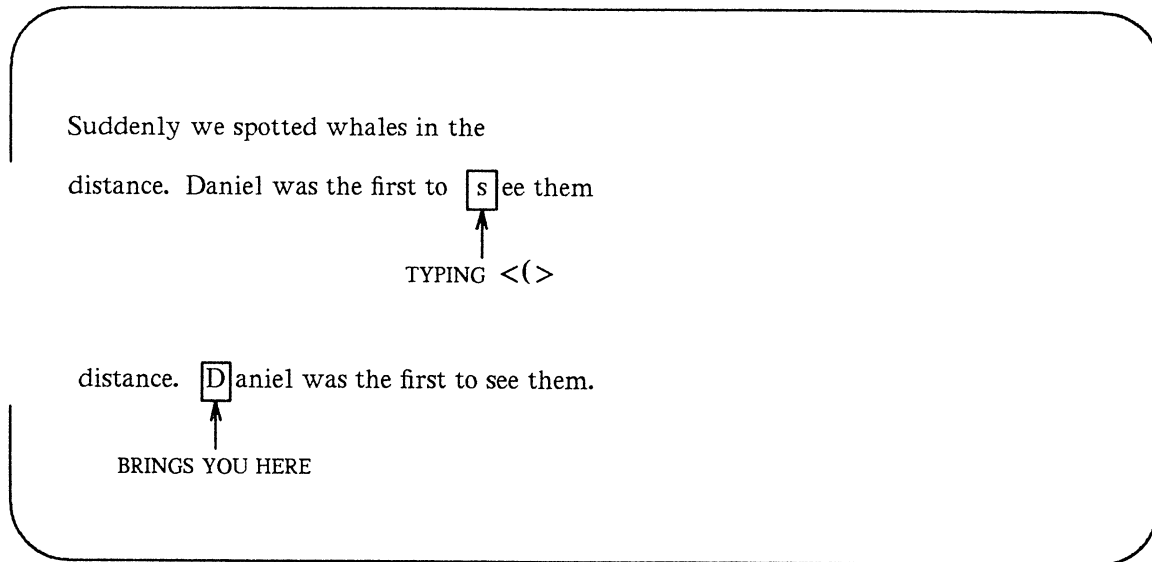 Suddenly we spotted whales in the
distance. Daniel was the first to see them
TYPING <(>
distance. Daniel was the first to see them.
BRINGS YOU HERE